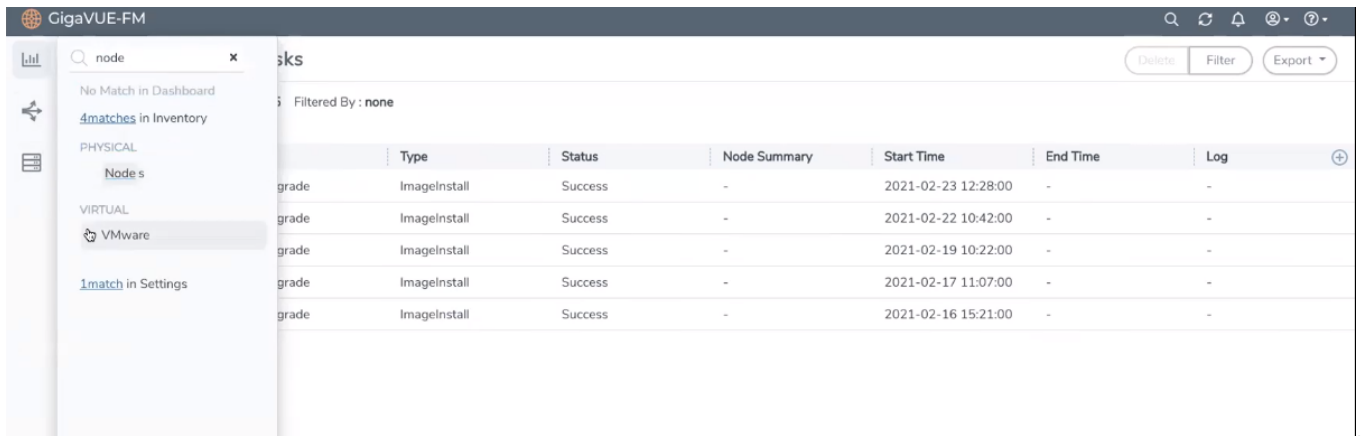 GigaVUE-FM
node x
No Match in Dashboard
4matches in Inventory
PHYSICAL
Node s
VIRTUAL
VMware
1match in Settings
sks
Delete Filter Export
Filtered By : none
Type Status Node Summary Start Time End Time Log
grade ImageInstall Success - 2021-02-23 12:28:00 - -
grade ImageInstall Success - 2021-02-22 10:42:00 - -
grade ImageInstall Success - 2021-02-19 10:22:00 - -
grade ImageInstall Success - 2021-02-17 11:07:00 - -
grade ImageInstall Success - 2021-02-16 15:21:00 - -